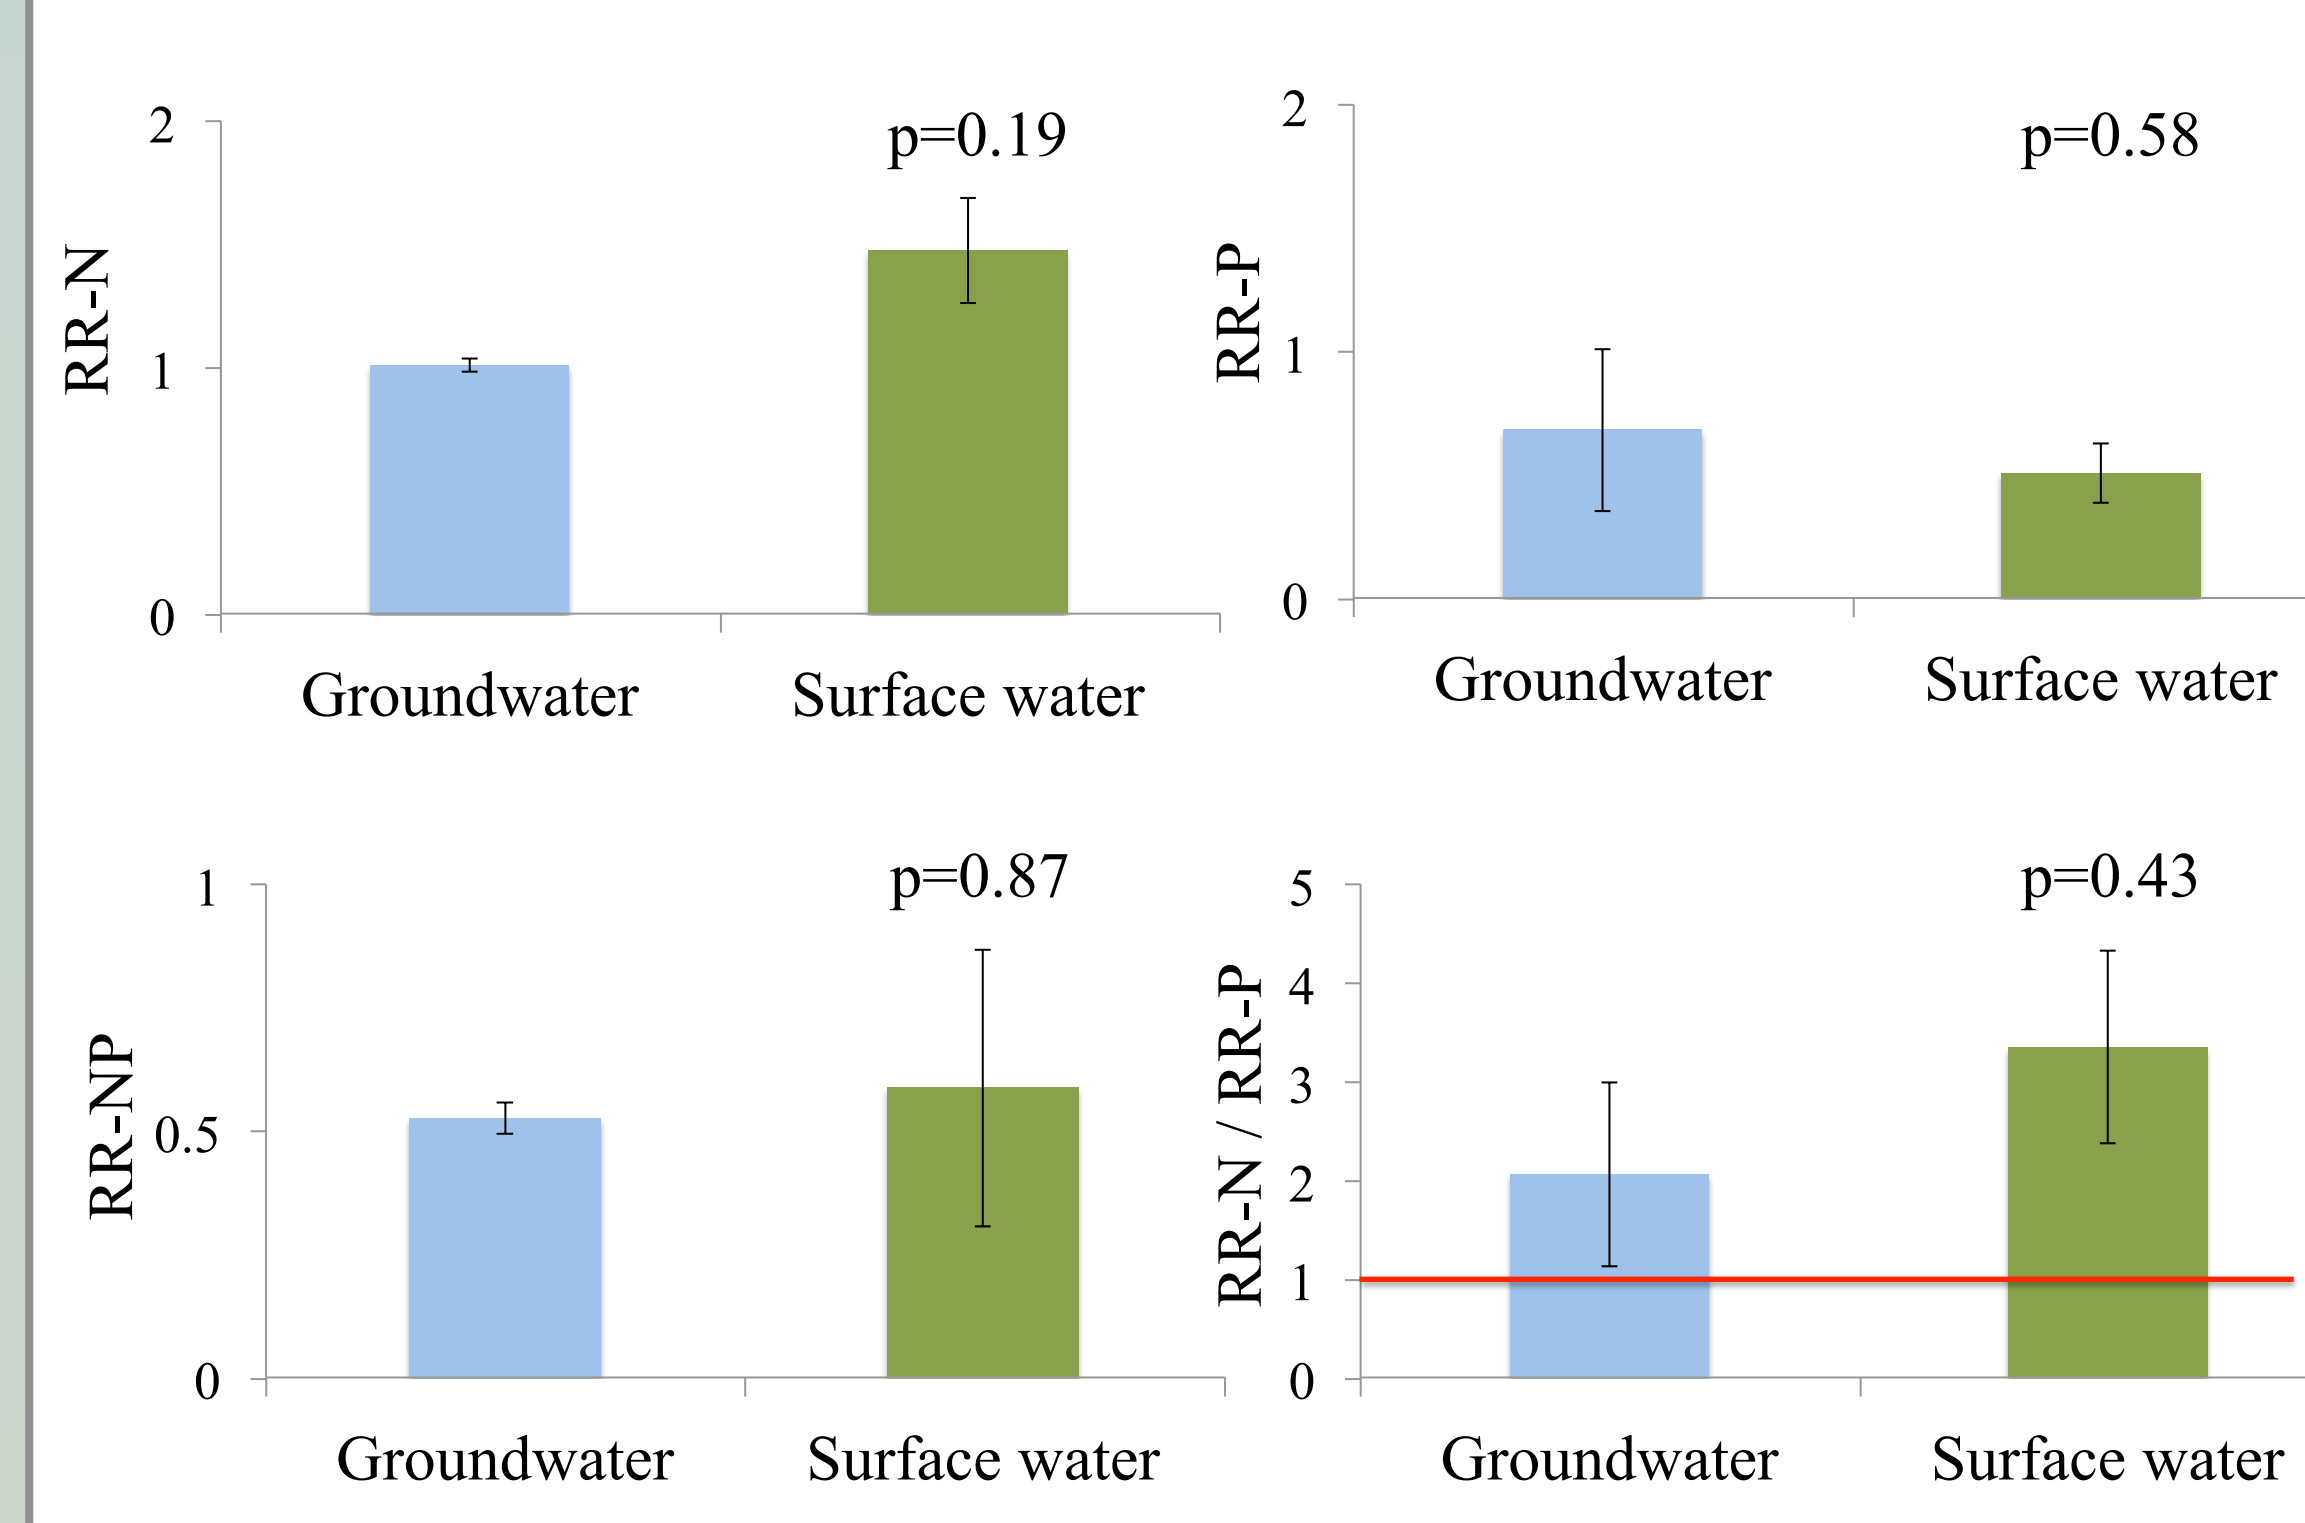 RR-N
2
1
0
p=0.19
Groundwater
Surface water
RR-P
2
1
0
p=0.58
Groundwater
Surface water
RR-NP
1
0.5
0
p=0.87
Groundwater
Surface water
RR-N / RR-P
5
4
3
2
1
0
p=0.43
Groundwater
Surface water